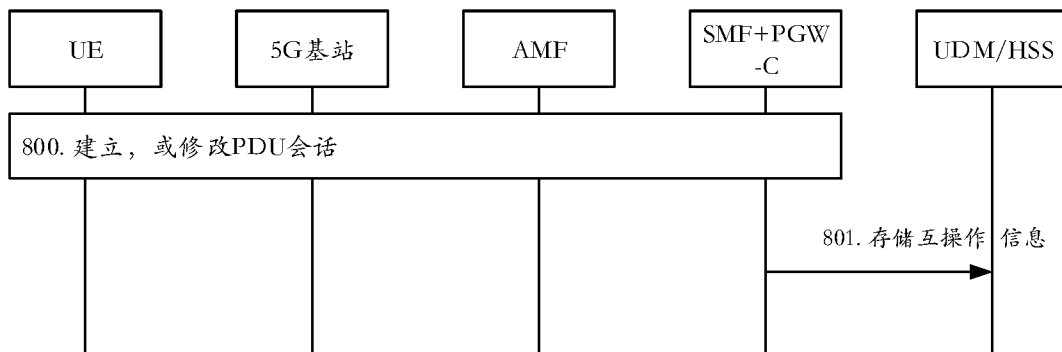 UE
5G基站
AMF
SMF+PGW
-C
UDM/HSS
800. 建立，或修改PDU会话
801. 存储互操作 信息